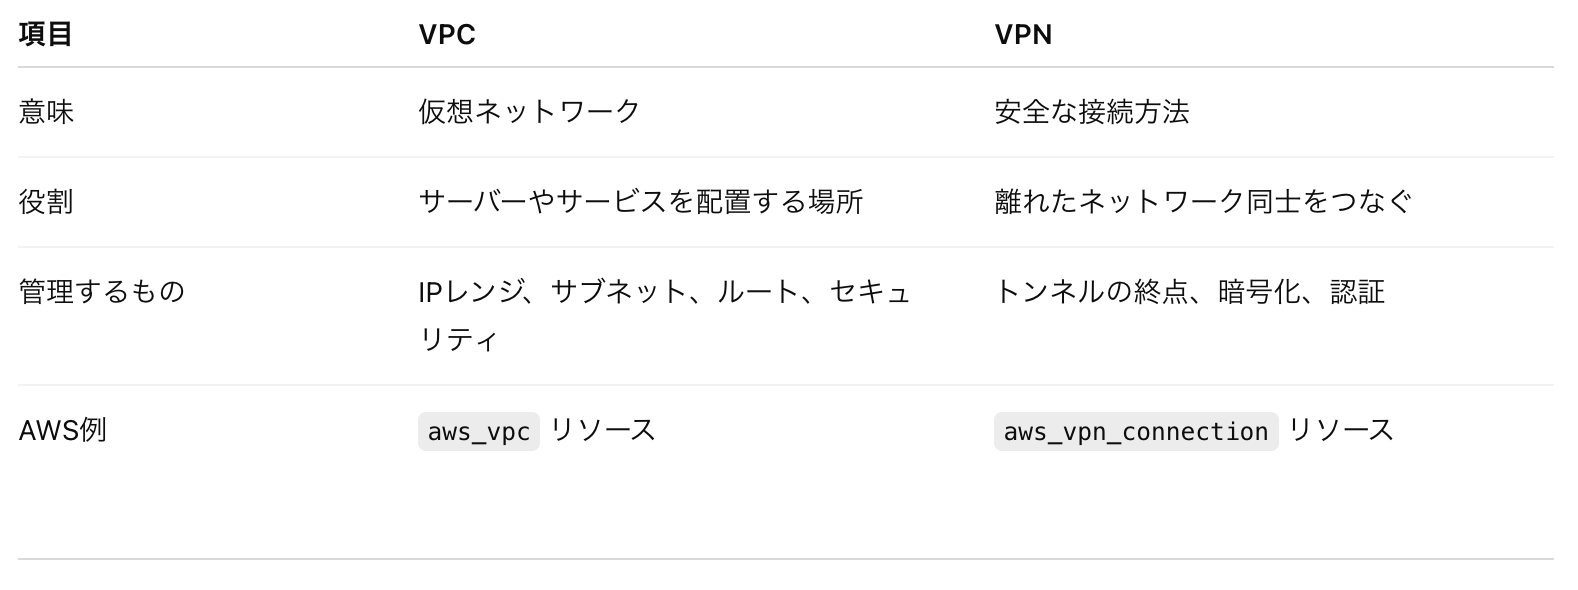 項目 VPC VPN
意味 仮想ネットワーク 安全な接続方法
役割 サーバーやサービスを配置する場所 離れたネットワーク同士をつなぐ
管理するもの IPレンジ、サブネット、ルート、セキュ トンネルの終点、暗号化、認証
リティ
AWS例 aws_vpc リソース aws_vpn_connection リソース